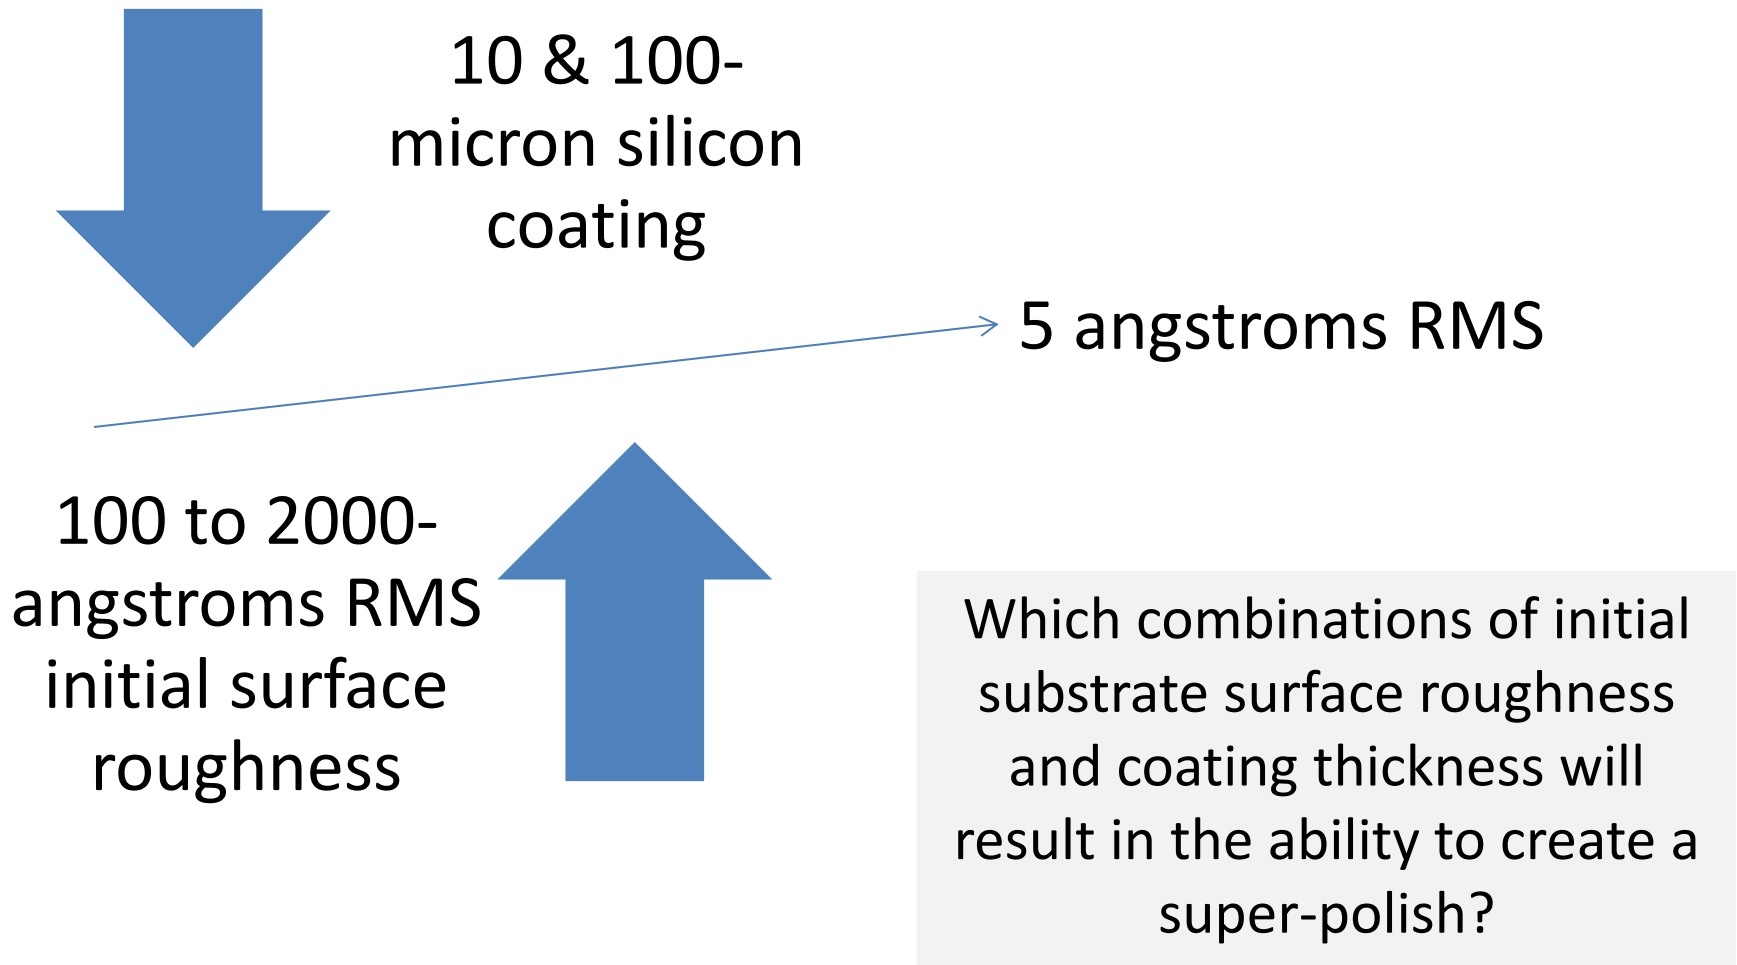 10 & 100-
micron silicon
coating
5 angstroms RMS
100 to 2000-
angstroms RMS
initial surface
roughness
Which combinations of initial
substrate surface roughness
and coating thickness will
result in the ability to create a
super-polish?